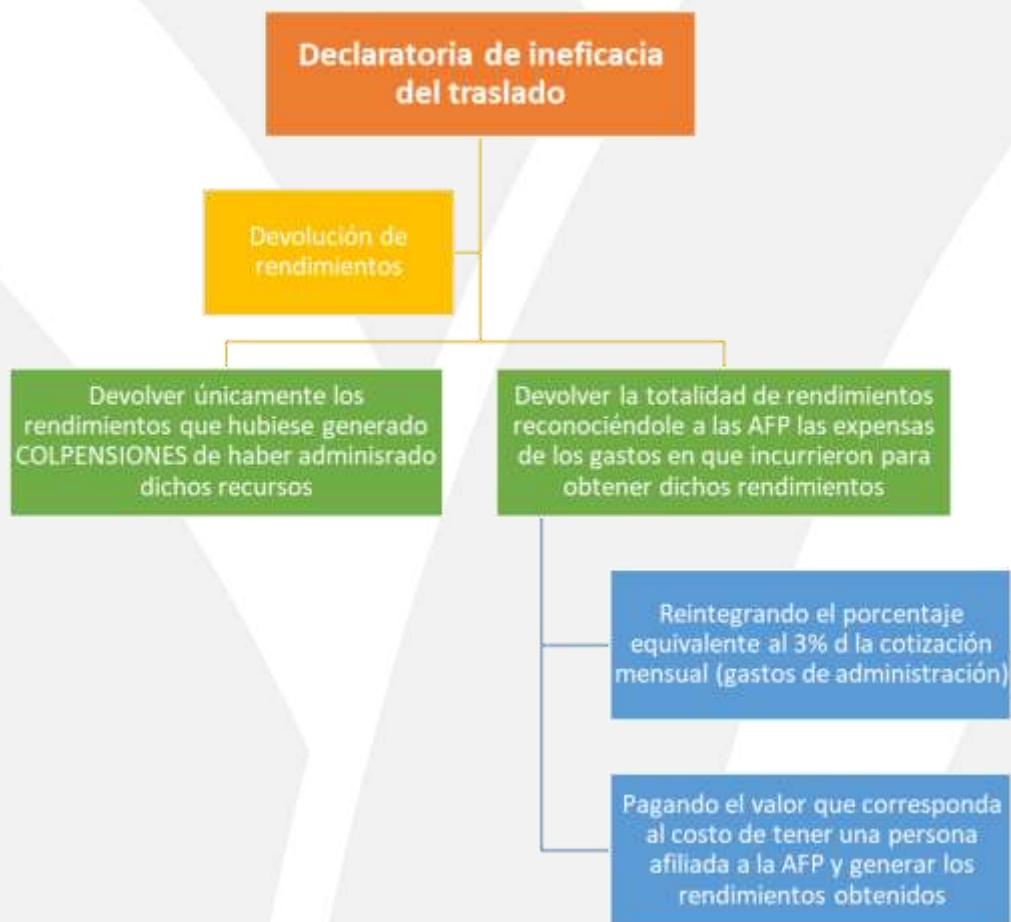 Declaratoria de ineficacia
del traslado
Devolución de
rendimientos
Devolver únicamente los
rendimientos que hubiese generado
COLPENSIONES de haber adminisrado
dichos recursos
Devolver la totalidad de rendimientos
reconociéndole a las AFP las expensas
de los gastos en que incurrieron para
obtener dichos rendimientos
Reintegrando el porcentaje
equivalente al 3% d la cotización
mensual (gastos de administración)
Pagando el valor que corresponda
al costo de tener una persona
afiliada a la AFP y generar los
rendimientos obtenidos